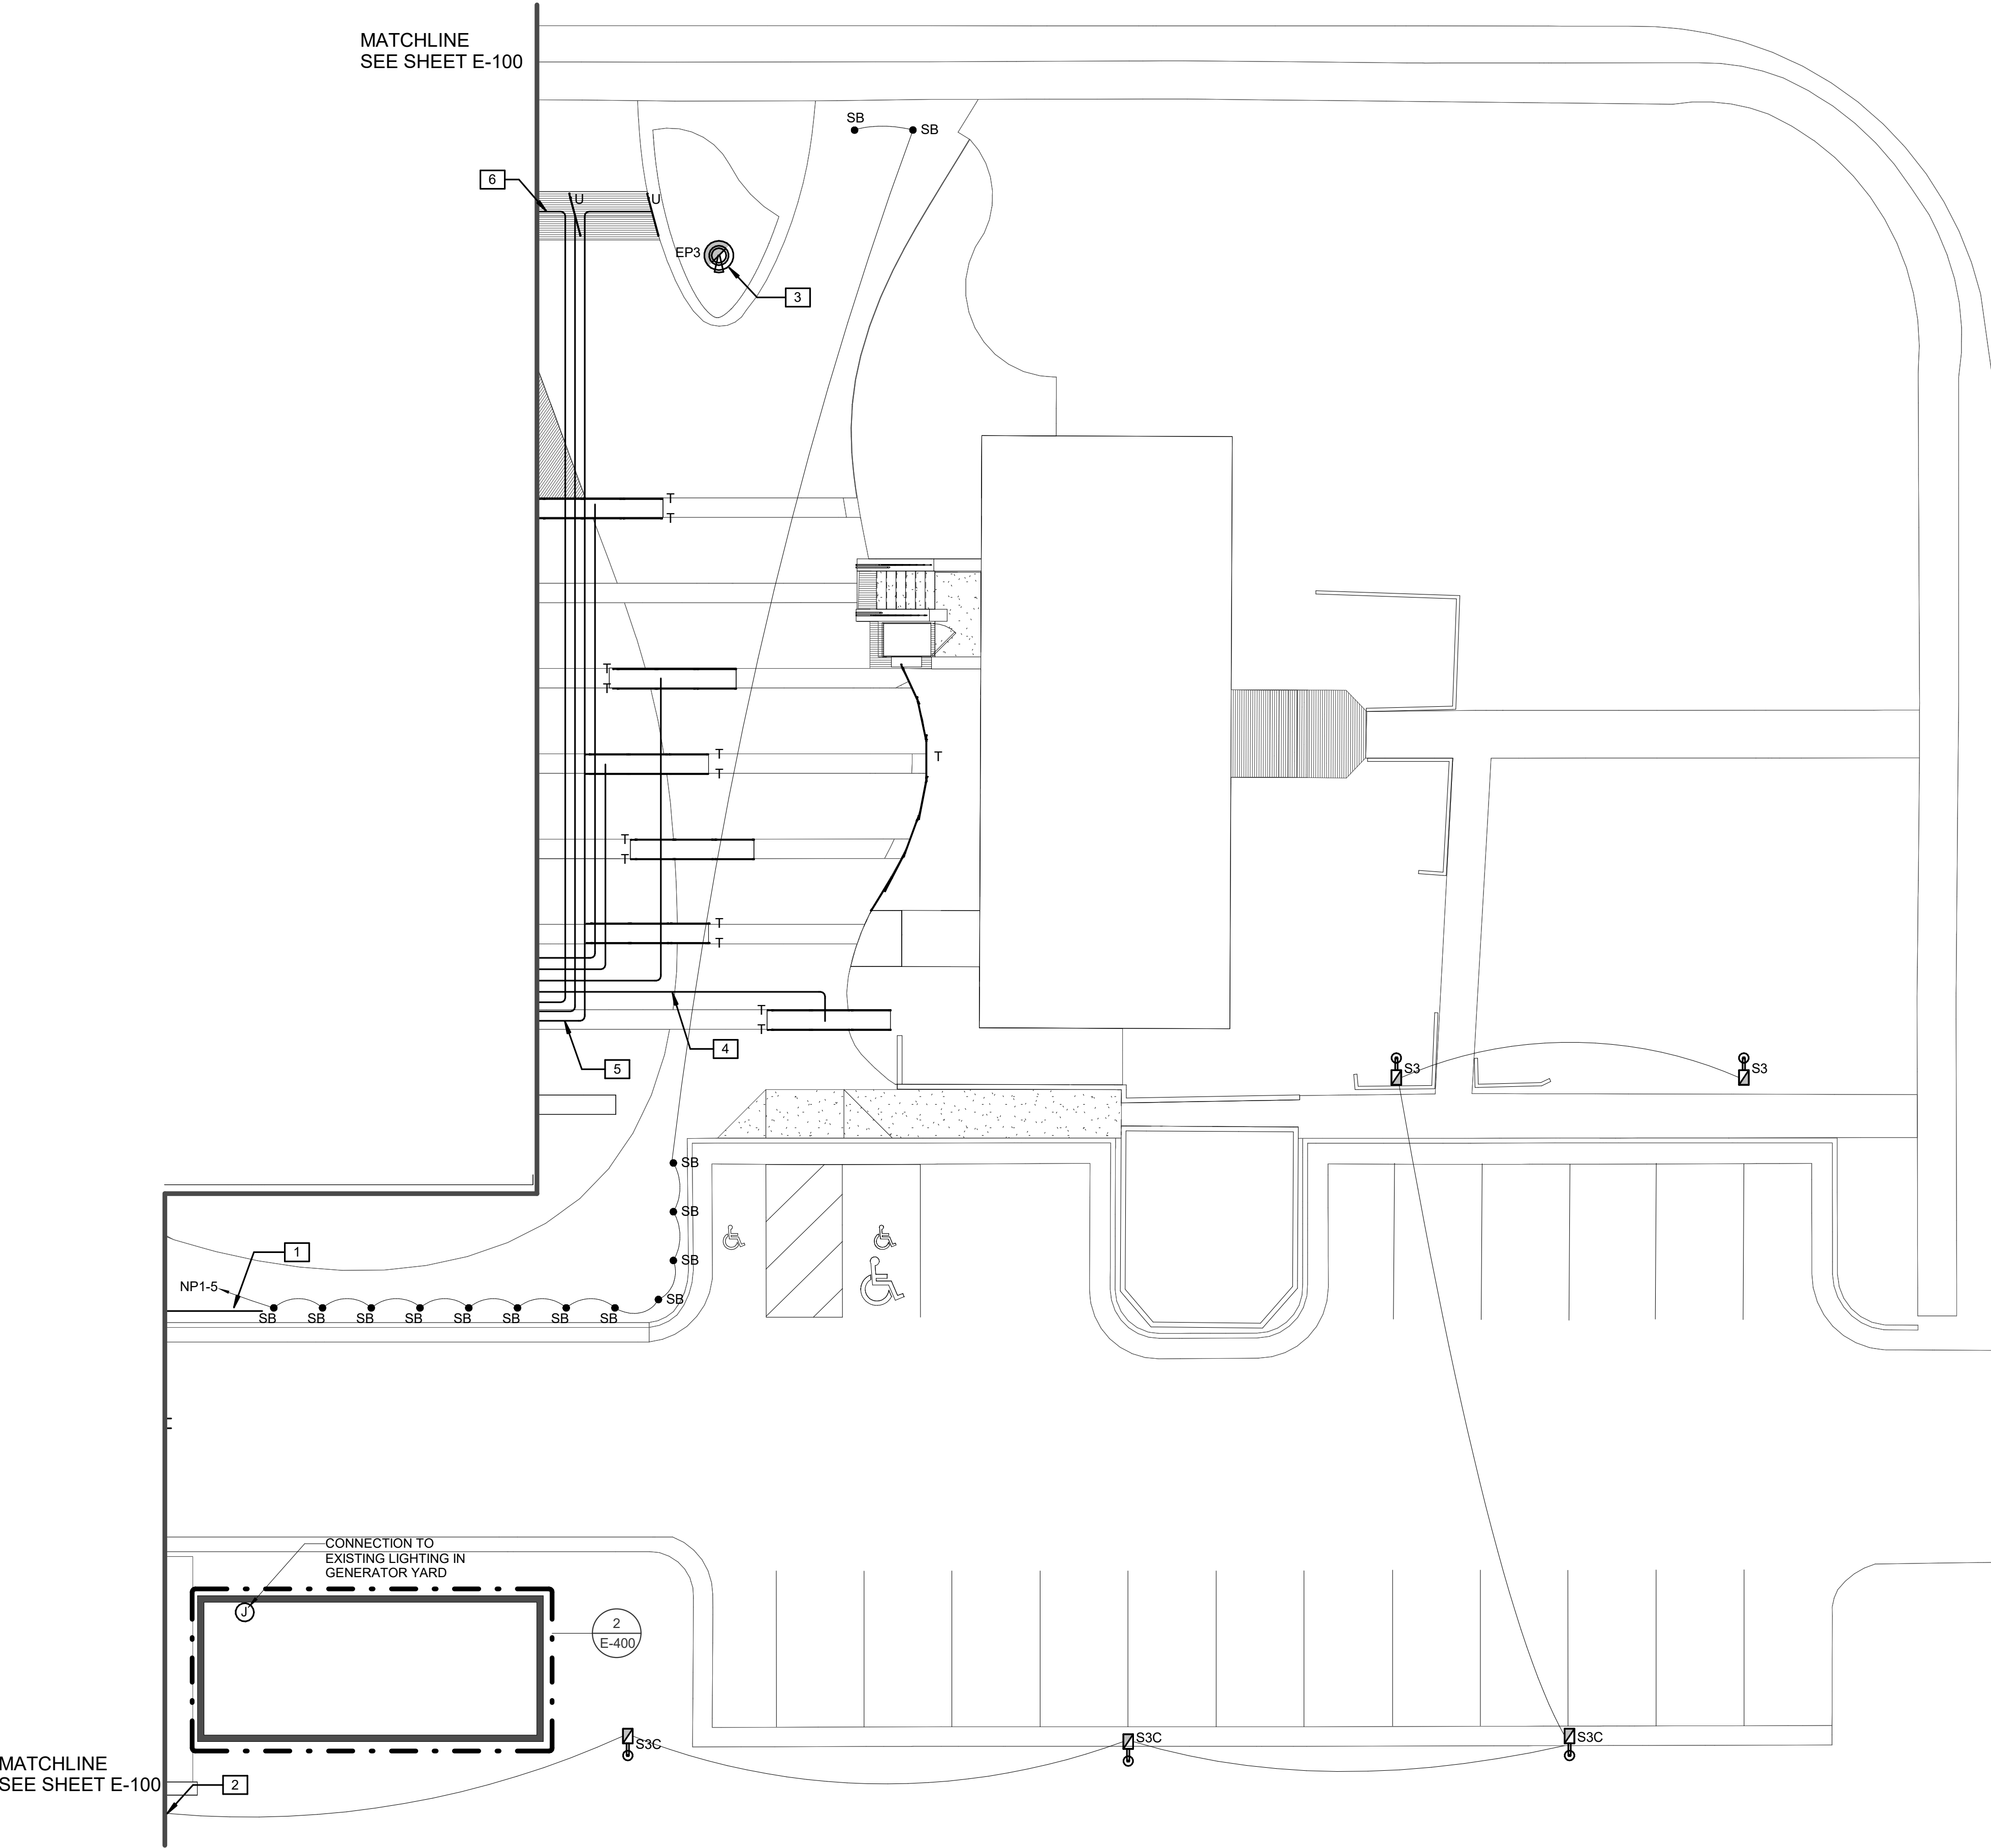 MATCHLINE
SEE SHEET E-100
SB
SB
6
U
U
EP3
3
T
T
T
T
T
T
T
T
T
T
T
T
T
4
5
S3
S3
SB
SB
SB
SB
1
NP1-5
SB
SB
SB
SB
SB
SB
SB
SB
CONNECTION TO
EXISTING LIGHTING IN
GENERATOR YARD
J
2
E-400
S3C
S3C
S3C
MATCHLINE
SEE SHEET E-100
2